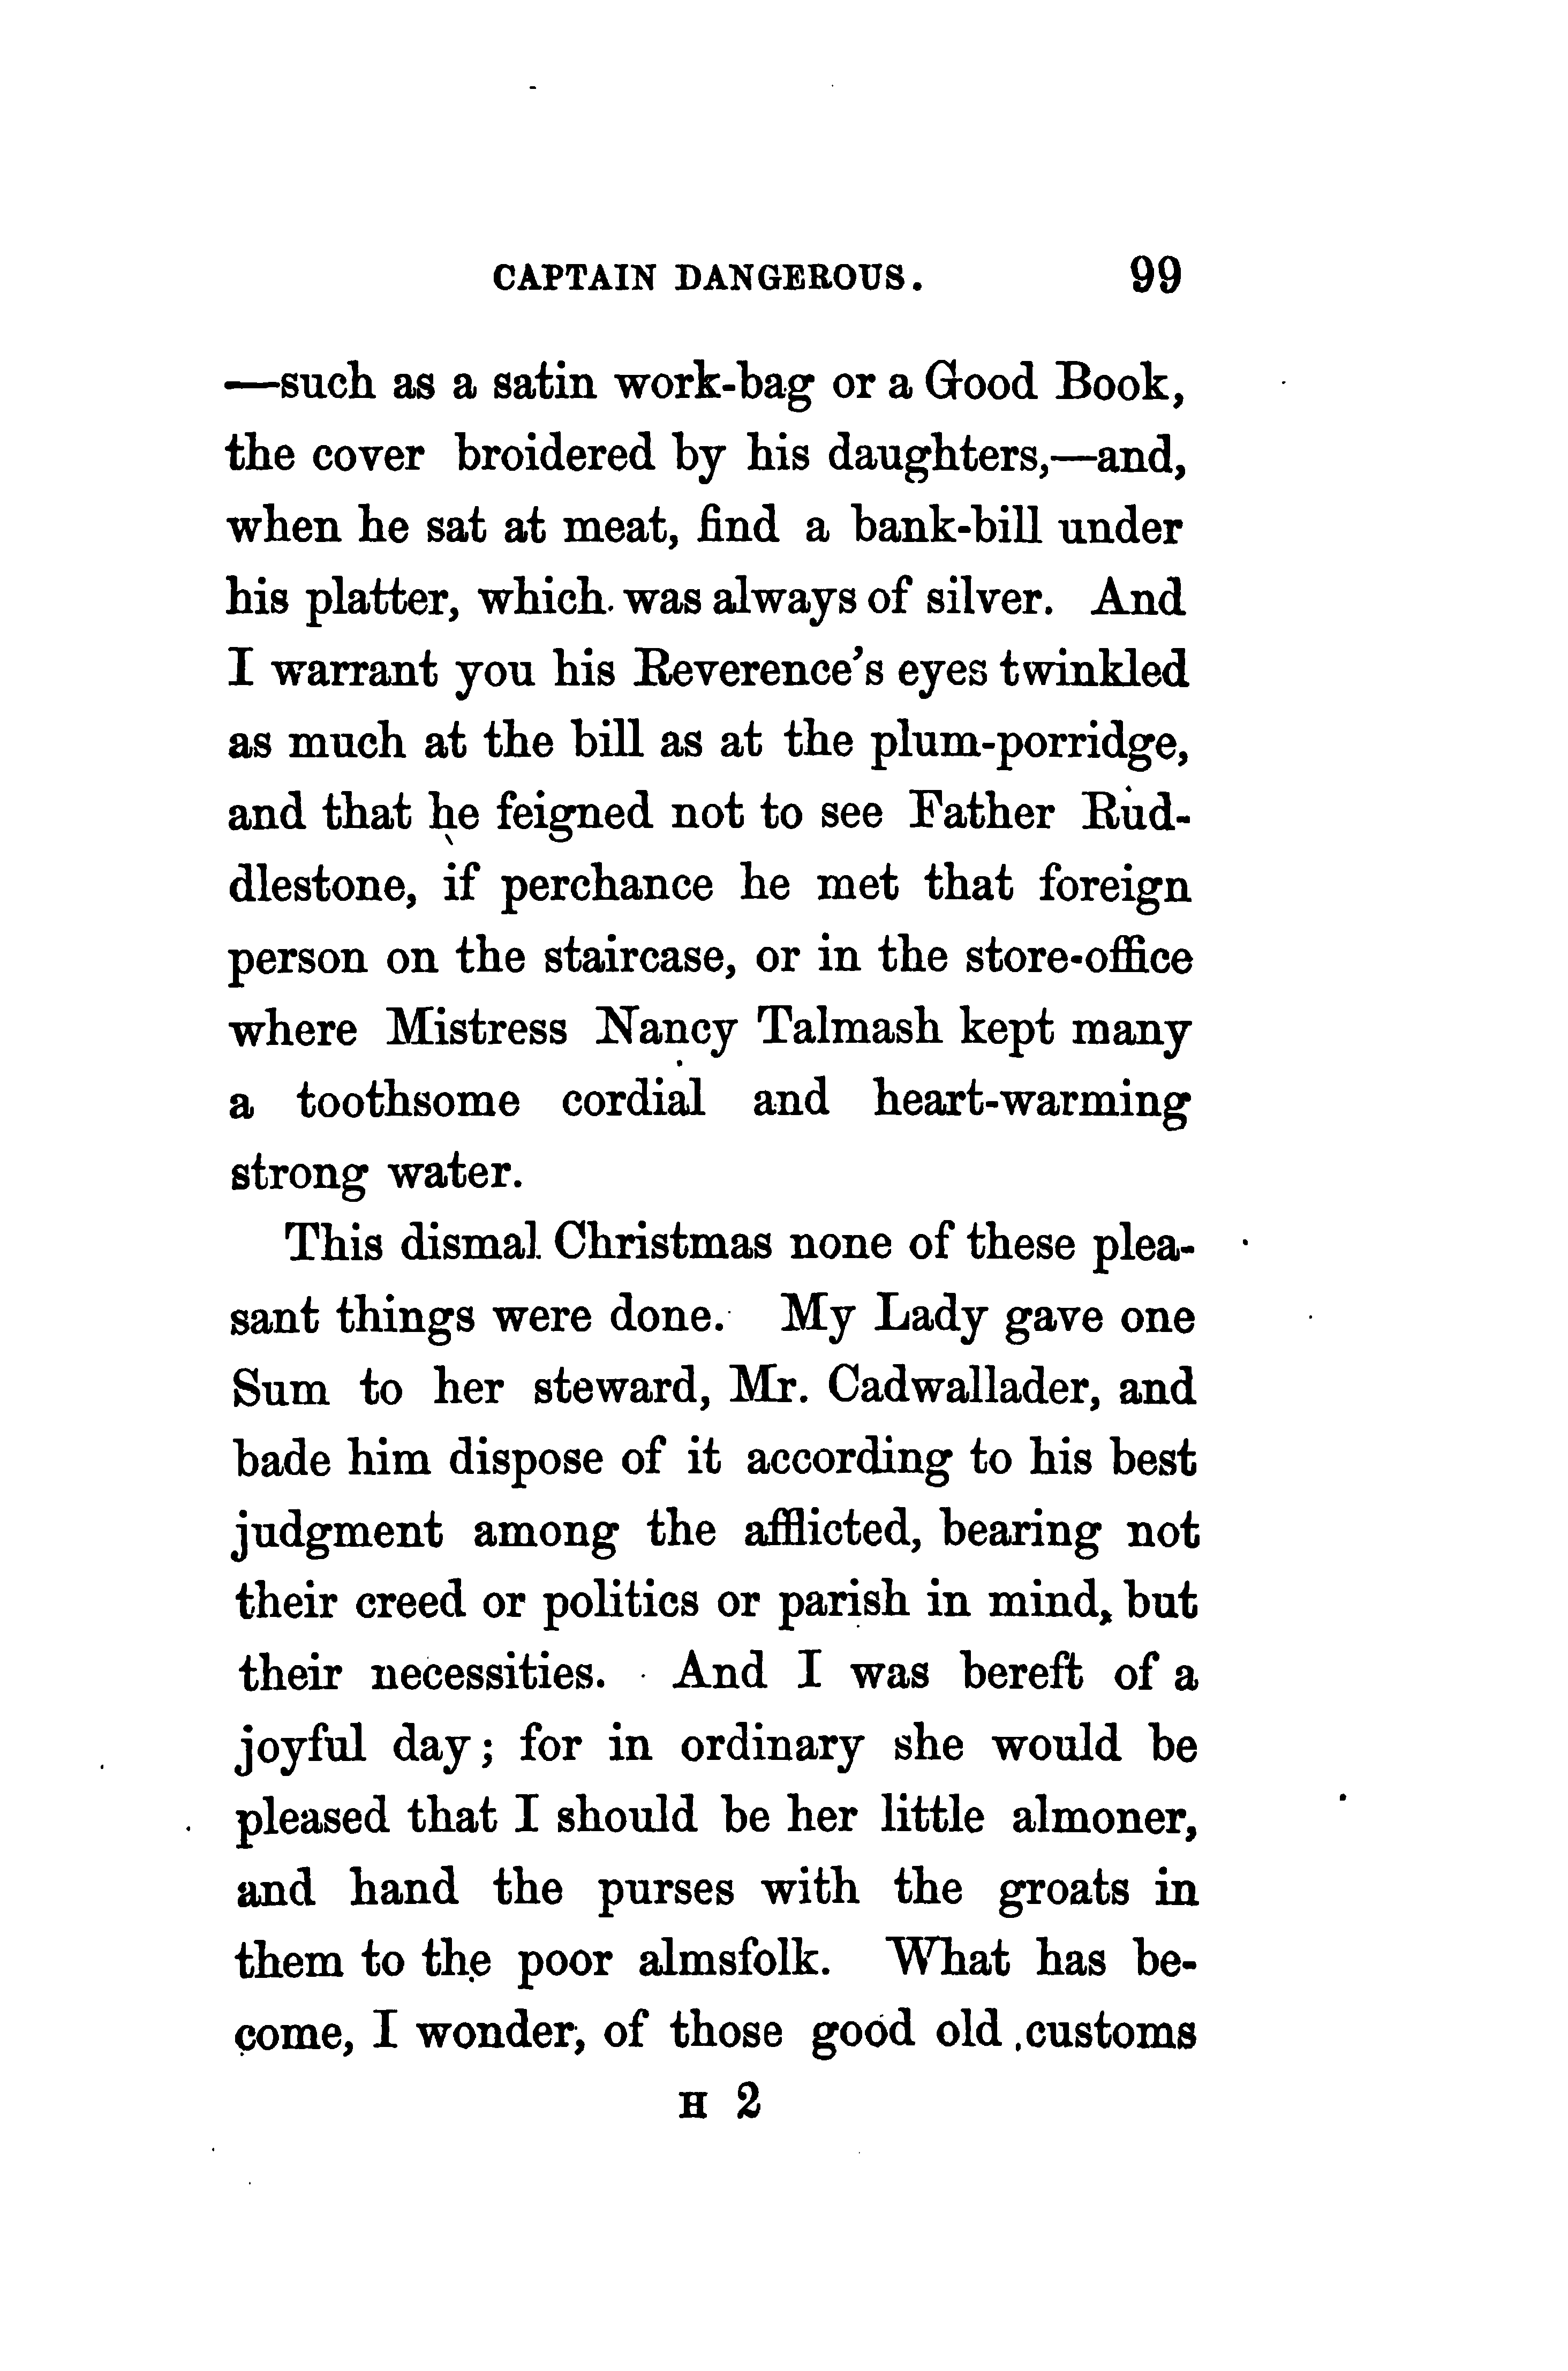 CAPTAIN DANGEROUS. 99
—such as a satin work-bag or a Good Book,
the cover broidered by his daughters,—and,
when he sat at meat, find a bank-bill under
his platter, which was always of silver. And
I warrant you his Reverence's eyes twinkled
as much at the bill as at the plum-porridge,
and that he feigned not to see Father Rud-
dlestone, if perchance he met that foreign
person on the staircase, or in the store-office
where Mistress Nancy Talmash kept many
a toothsome cordial and heart-warming
strong water.
This dismal Christmas none of these plea-
sant things were done. My Lady gave one
Sum to her steward, Mr. Cadwallader, and
bade him dispose of it according to his best
judgment among the afflicted, bearing not
their creed or politics or parish in mind, but
their necessities. And I was bereft of a
joyful day; for in ordinary she would be
pleased that I should be her little almoner,
and hand the purses with the groats in
them to the poor almsfolk. What has be-
come, I wonder, of those good old customs
H 2